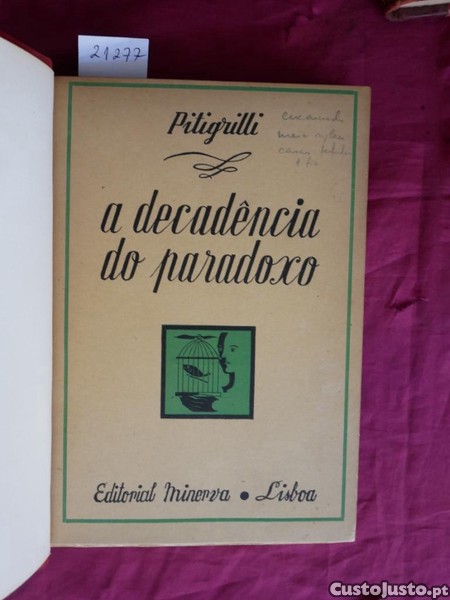 21277
Pitigrilli
a decadência
do paradoxo
Editorial Minerva • Lisboa
CustoJusto.pt